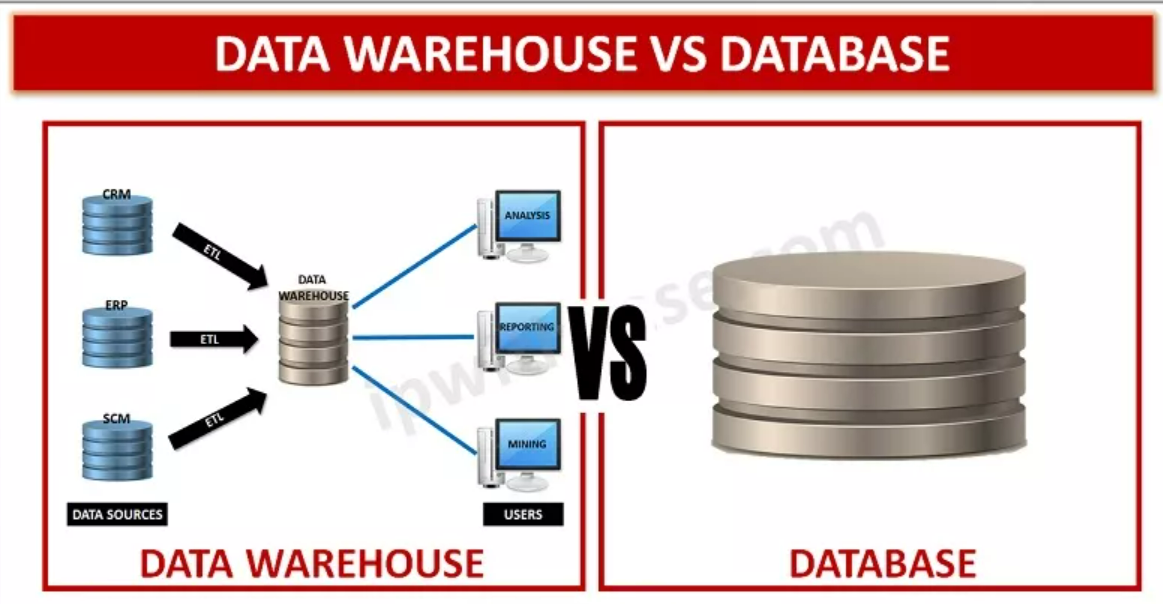 DATA WAREHOUSE VS DATABASE
CRM
ETL
ERP
ETL
SCM
ETL
DATA SOURCES
DATA
WAREHOUSE
ANALYSIS
REPORTING
MINING
USERS
DATA WAREHOUSE
VS
DATABASE